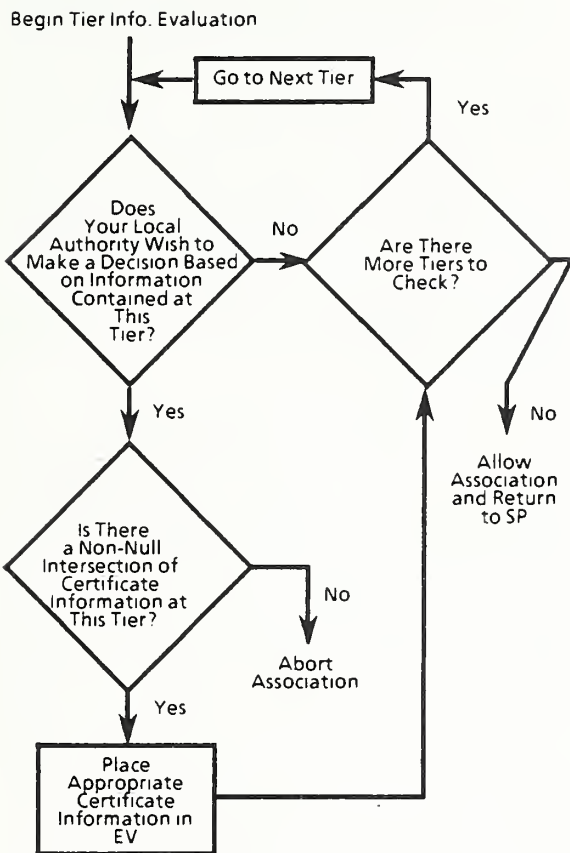 Begin Tier Info. Evaluation
Go to Next Tier
Yes
Does
Your Local
Authority Wish to
Make a Decision Based
on Information
Contained at
This
Tier?
No
Are There
More Tiers to
Check?
Yes
No
Allow
Association
and Return
to SP
Is There
a Non-Null
Intersection of
Certificate
Information at
This Tier?
No
Abort
Association
Yes
Place
Appropriate
Certificate
Information in
EV